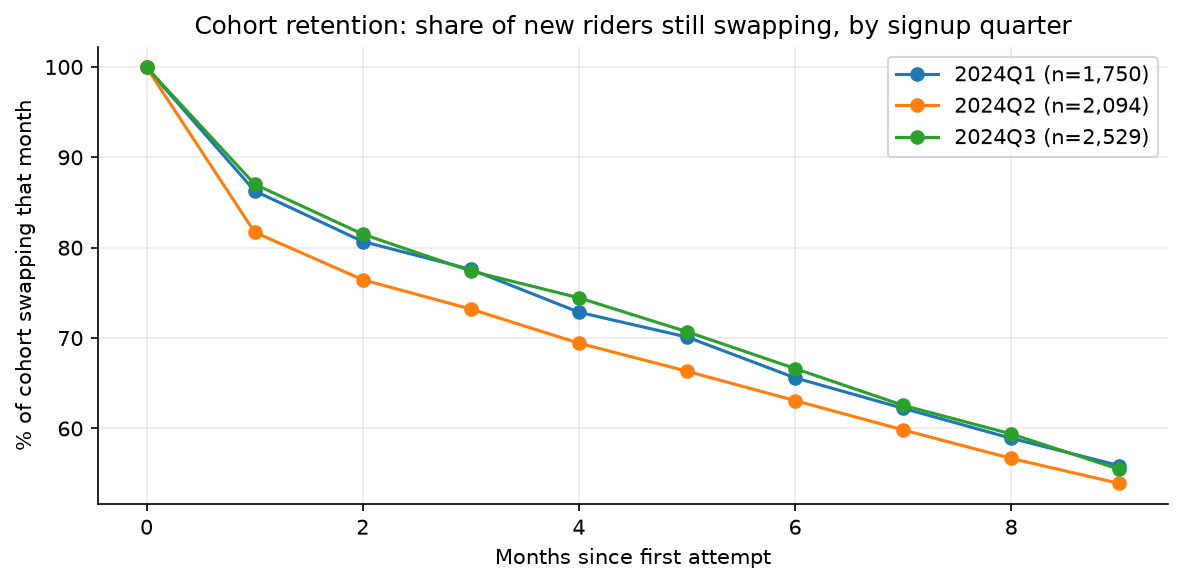 Cohort retention: share of new riders still swapping, by signup quarter
2024Q1 (n=1,750)
2024Q2 (n=2,094)
2024Q3 (n=2,529)
% of cohort swapping that month
100
90
80
70
60
0
2
4
6
8
Months since first attempt